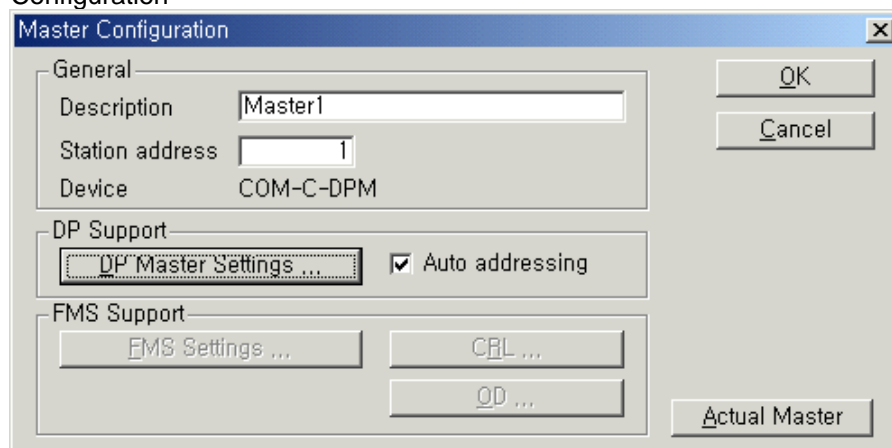 Configuration
Master Configuration
General
OK
Description Master1
Cancel
Station address 1
Device COM-C-DPM
DP Support
DP Master Settings ... Auto addressing
FMS Support
FMS Settings ... CRL ...
OD ...
Actual Master